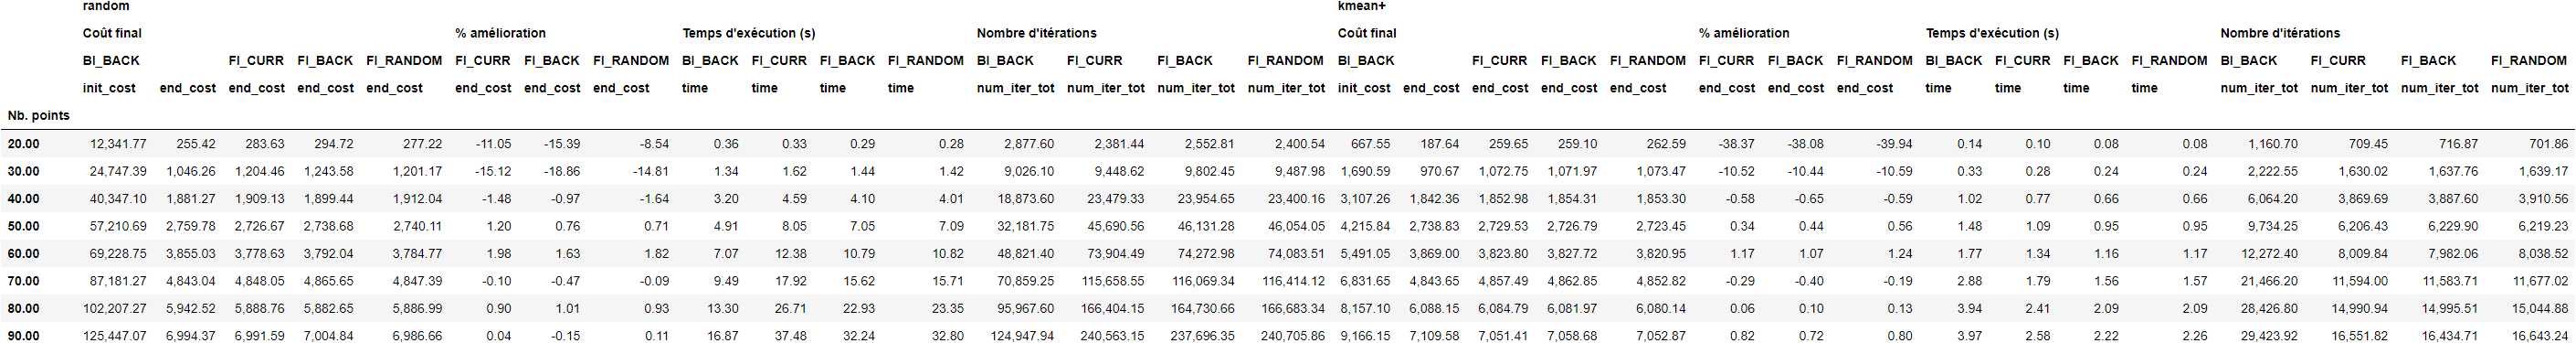 random kmean+
Coût final % amélioration Temps d'exécution (s) Nombre d'itérations Coût final % amélioration Temps d'exécution (s) Nombre d'itérations
BI_BACK FI_CURR FI_BACK FI_RANDOM FI_CURR FI_BACK FI_RANDOM BI_BACK FI_CURR FI_BACK FI_RANDOM BI_BACK FI_CURR FI_BACK FI_RANDOM BI_BACK FI_CURR FI_BACK FI_RANDOM FI_CURR FI_BACK FI_RANDOM BI_BACK FI_CURR FI_BACK FI_RANDOM BI_BACK FI_CURR FI_BACK FI_RANDOM
init_cost end_cost end_cost end_cost end_cost end_cost end_cost end_cost time time time time num_iter_tot num_iter_tot num_iter_tot num_iter_tot init_cost end_cost end_cost end_cost end_cost end_cost end_cost end_cost time time time time num_iter_tot num_iter_tot num_iter_tot num_iter_tot
Nb. points
20.00 12,341.77 255.42 283.63 294.72 277.22 -11.05 -15.39 -8.54 0.36 0.33 0.29 0.28 2,877.60 2,381.44 2,552.81 2,400.54 667.55 187.64 259.65 259.10 262.59 -38.37 -38.08 -39.94 0.14 0.10 0.08 0.08 1,160.70 709.45 716.87 701.86
30.00 24,747.39 1,046.26 1,204.46 1,243.58 1,201.17 -15.12 -18.86 -14.81 1.34 1.62 1.44 1.42 9,026.10 9,448.62 9,802.45 9,487.98 1,690.59 970.67 1,072.75 1,071.97 1,073.47 -10.52 -10.44 -10.59 0.33 0.28 0.24 0.24 2,222.55 1,630.02 1,637.76 1,639.17
40.00 40,347.10 1,881.27 1,909.13 1,899.44 1,912.04 -1.48 -0.97 -1.64 3.20 4.59 4.10 4.01 18,873.60 23,479.33 23,954.65 23,400.16 3,107.26 1,842.36 1,852.98 1,854.31 1,853.30 -0.58 -0.65 -0.59 1.02 0.77 0.66 0.66 6,064.20 3,869.69 3,887.60 3,910.56
50.00 57,210.69 2,759.78 2,726.67 2,738.68 2,740.11 1.20 0.76 0.71 4.91 8.05 7.05 7.09 32,181.75 45,690.56 46,131.28 46,054.05 4,215.84 2,738.83 2,729.53 2,726.79 2,723.45 0.34 0.44 0.56 1.48 1.09 0.95 0.95 9,734.25 6,206.43 6,229.90 6,219.23
60.00 69,228.75 3,855.03 3,778.63 3,792.04 3,784.77 1.98 1.63 1.82 7.07 12.38 10.79 10.82 48,821.40 73,904.49 74,272.98 74,083.51 5,491.05 3,869.00 3,823.80 3,827.72 3,820.95 1.17 1.07 1.24 1.77 1.34 1.16 1.17 12,272.40 8,009.84 7,982.06 8,038.52
70.00 87,181.27 4,843.04 4,848.05 4,865.65 4,847.39 -0.10 -0.47 -0.09 9.49 17.92 15.62 15.71 70,859.25 115,658.55 116,069.34 116,414.12 6,831.65 4,843.65 4,857.49 4,862.85 4,852.82 -0.29 -0.40 -0.19 2.88 1.79 1.56 1.57 21,466.20 11,594.00 11,583.71 11,677.02
80.00 102,207.27 5,942.52 5,888.76 5,882.65 5,886.99 0.90 1.01 0.93 13.30 26.71 22.93 23.35 95,967.60 166,404.15 164,730.66 166,683.34 8,157.10 6,088.15 6,084.79 6,081.97 6,080.14 0.06 0.10 0.13 3.94 2.41 2.09 2.09 28,426.80 14,990.94 14,995.51 15,044.88
90.00 125,447.07 6,994.37 6,991.59 7,004.84 6,986.66 0.04 -0.15 0.11 16.87 37.48 32.24 32.80 124,947.94 240,563.15 237,696.35 240,705.86 9,166.15 7,109.58 7,051.41 7,058.68 7,052.87 0.82 0.72 0.80 3.97 2.58 2.22 2.26 29,423.92 16,551.82 16,434.71 16,643.24